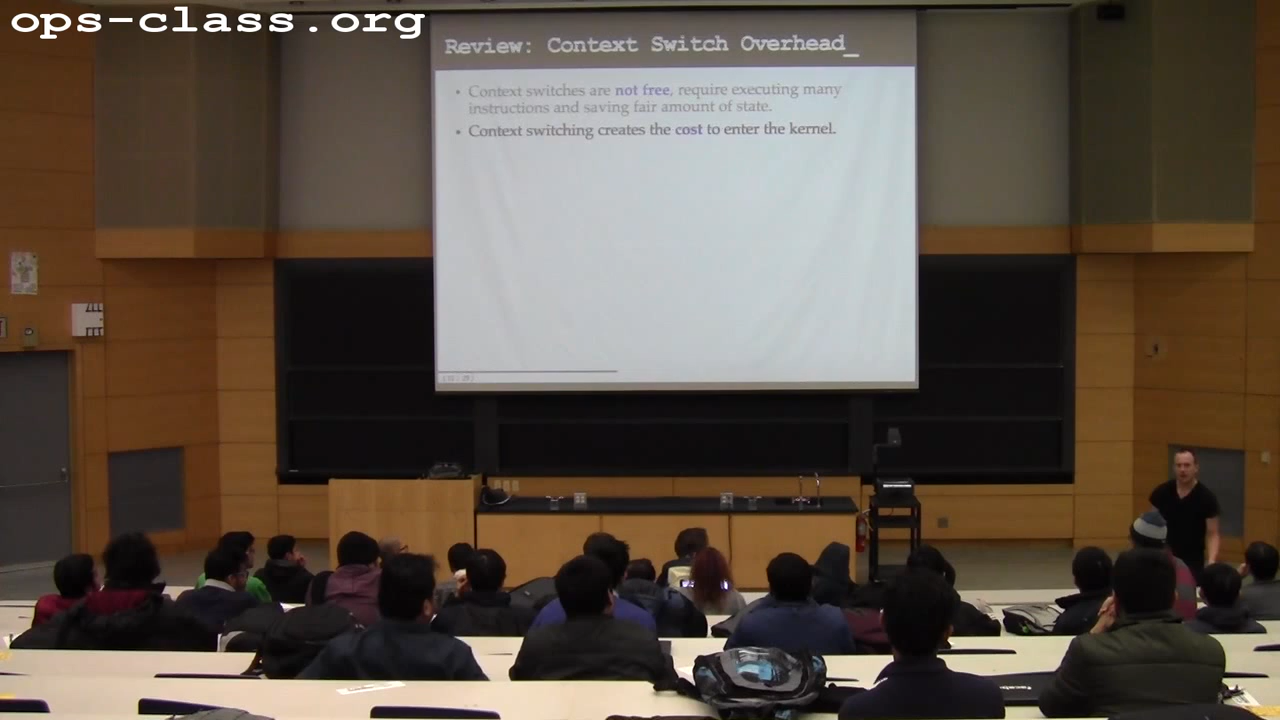 ops-class.org
Review: Context Switch Overhead_
• Context switches are not free, require executing many
instructions and saving fair amount of state.
• Context switching creates the cost to enter the kernel.